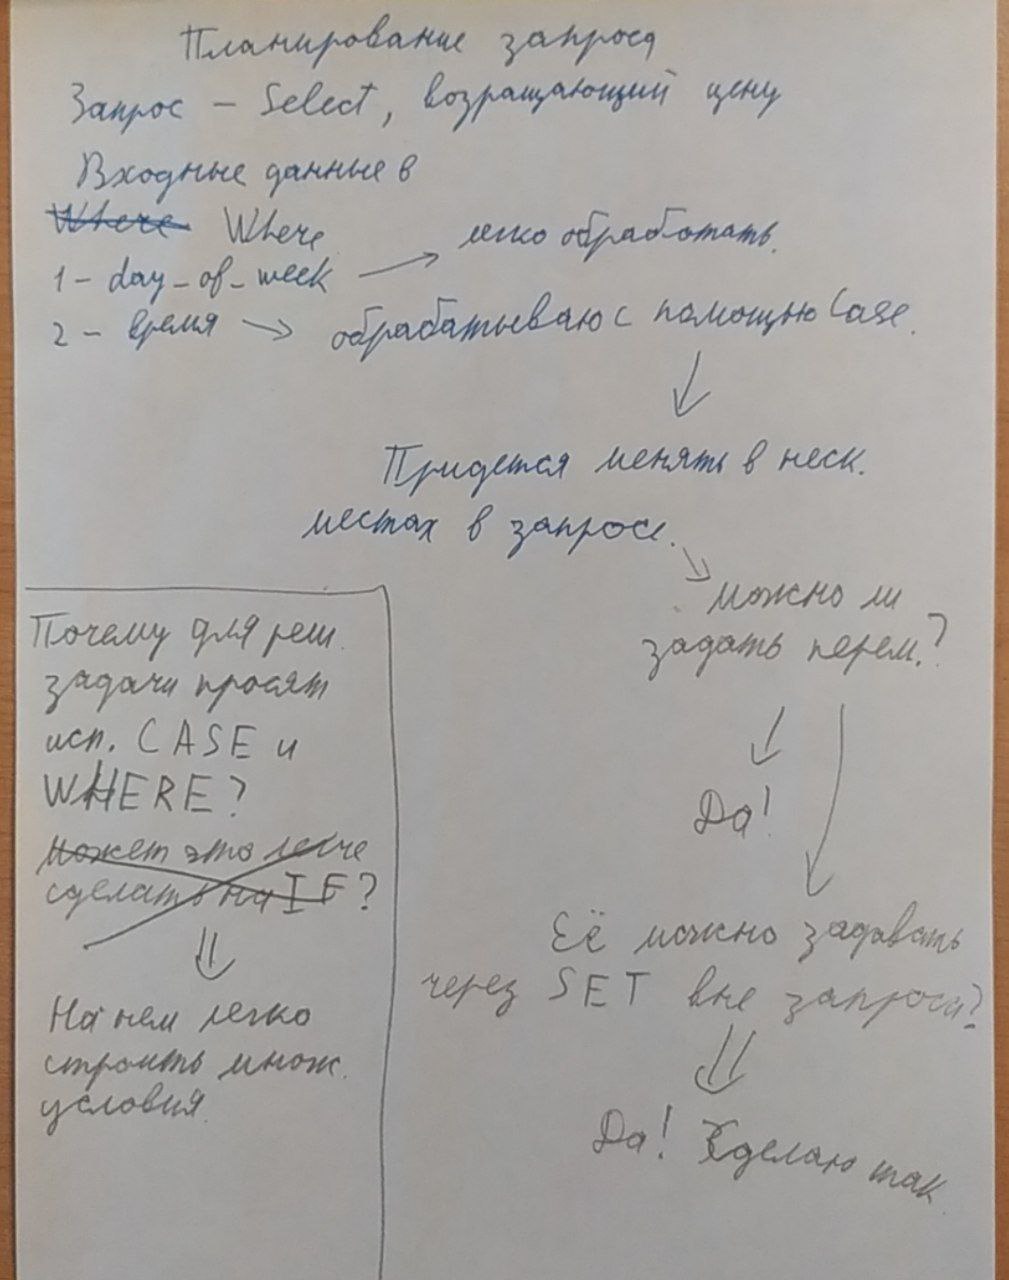 Планирование запроса
Запрос – Select, возращающий цену
Входные данные в
Where Where
1 – day_of_week → легко обработать.
2 – время → обрабатываю с помощью Case.
Придется менять в неск.
местах в запросе.
можно ли
задать перем.?
Да!
Её можно задавать
через SET вне запроса?
Да! Сделаю так
Почему для реш.
задачи просят
исп. CASE и
WHERE?
может это легче
сделать на IF?
На нем легко
строить множ.
условия.